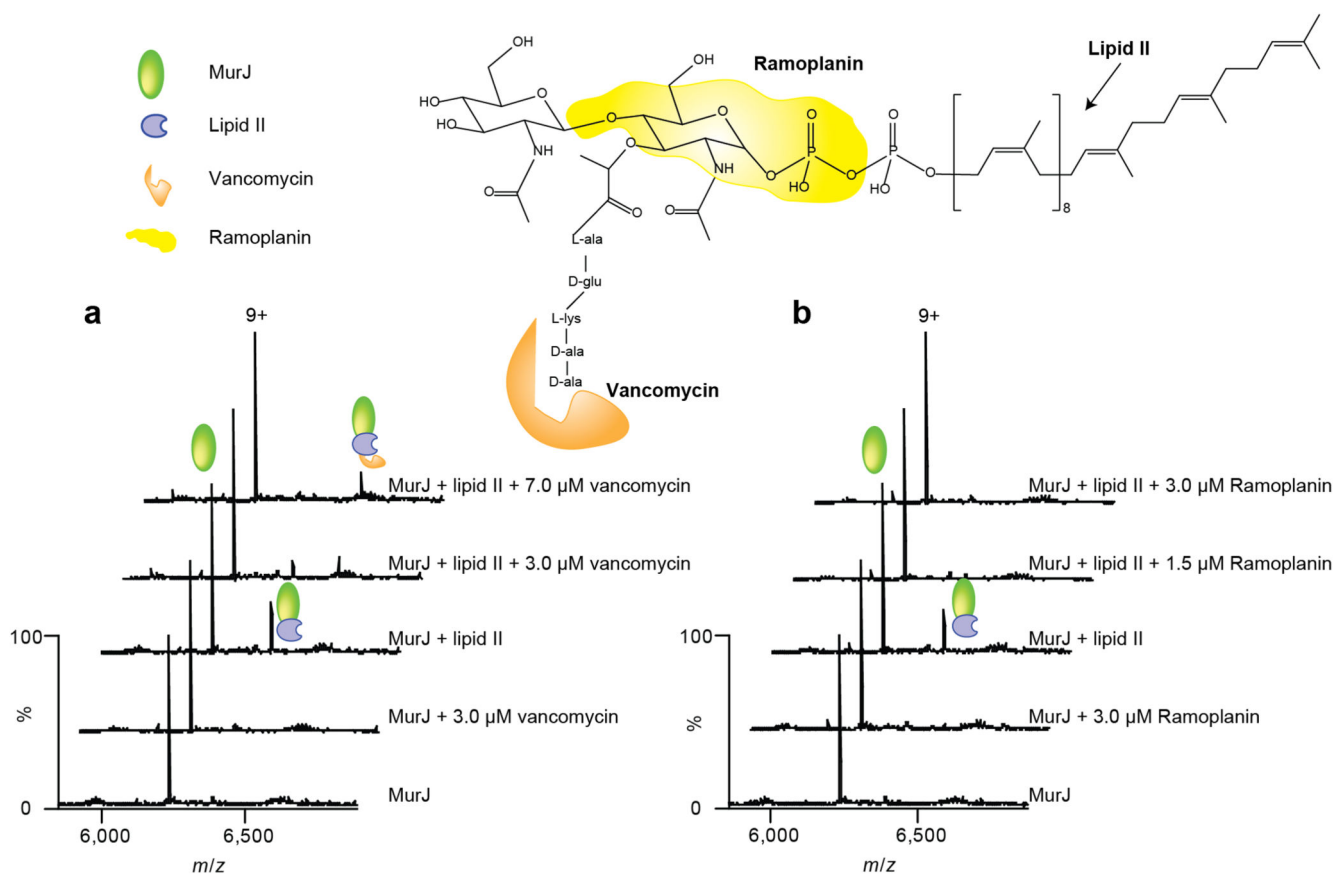 MurJ
Lipid II
Vancomycin
Ramoplanin
OH
O
HO
HO
O
NH
O
O
OH
Ramoplanin
O
O
O
NH
O
O
O
P
HO
O
O
P
HO
O
8
Lipid II
O
L-ala
D-glu
L-lys
D-ala
D-ala
Vancomycin
a
9+
MurJ + lipid II + 7.0 µM vancomycin
MurJ + lipid II + 3.0 µM vancomycin
MurJ + lipid II
MurJ + 3.0 µM vancomycin
MurJ
100
%
0
6,000
6,500
m/z
b
9+
MurJ + lipid II + 3.0 µM Ramoplanin
MurJ + lipid II + 1.5 µM Ramoplanin
MurJ + lipid II
MurJ + 3.0 µM Ramoplanin
MurJ
100
%
0
6,000
6,500
m/z